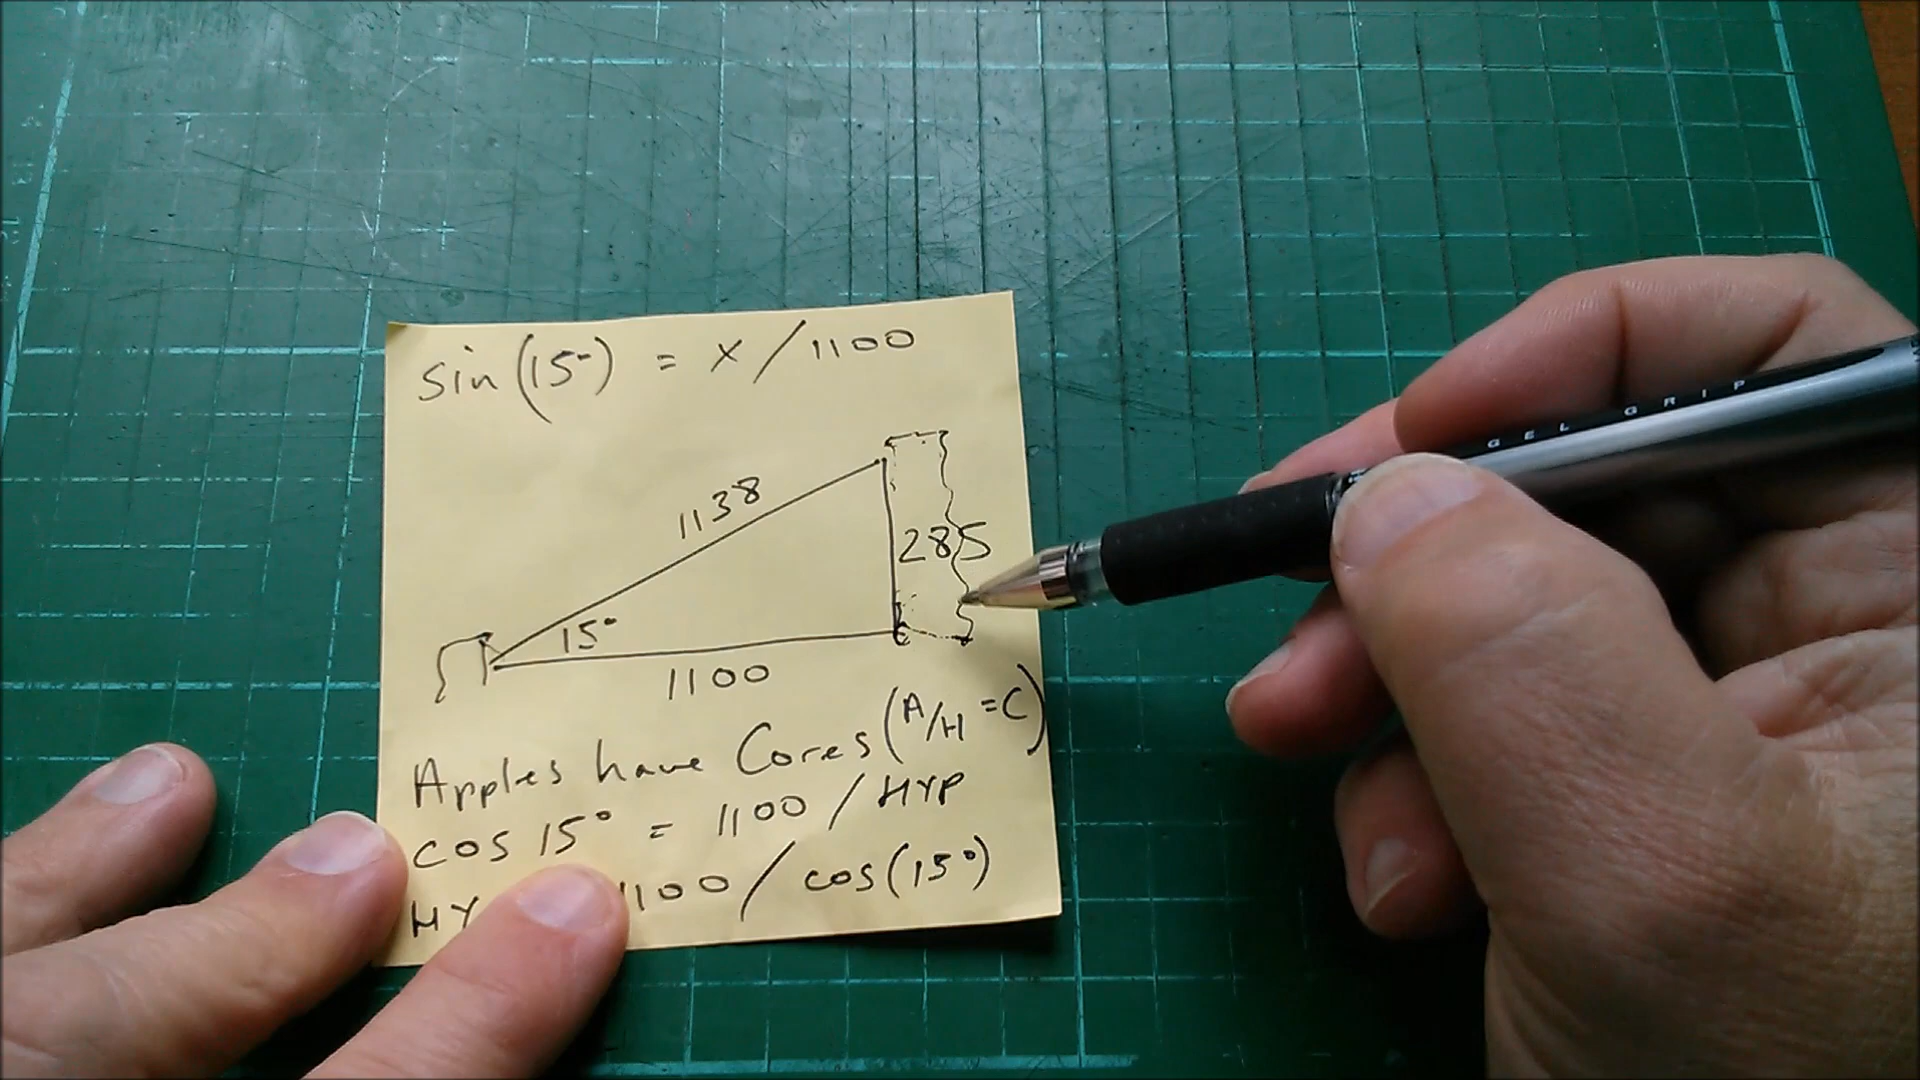 sin(15°) = x/1100
1138
285
15°
1100
Apples have Cores (A/H = C)
cos 15° = 1100 / HYP
HY 1100 / cos(15°)
GEL GRIP